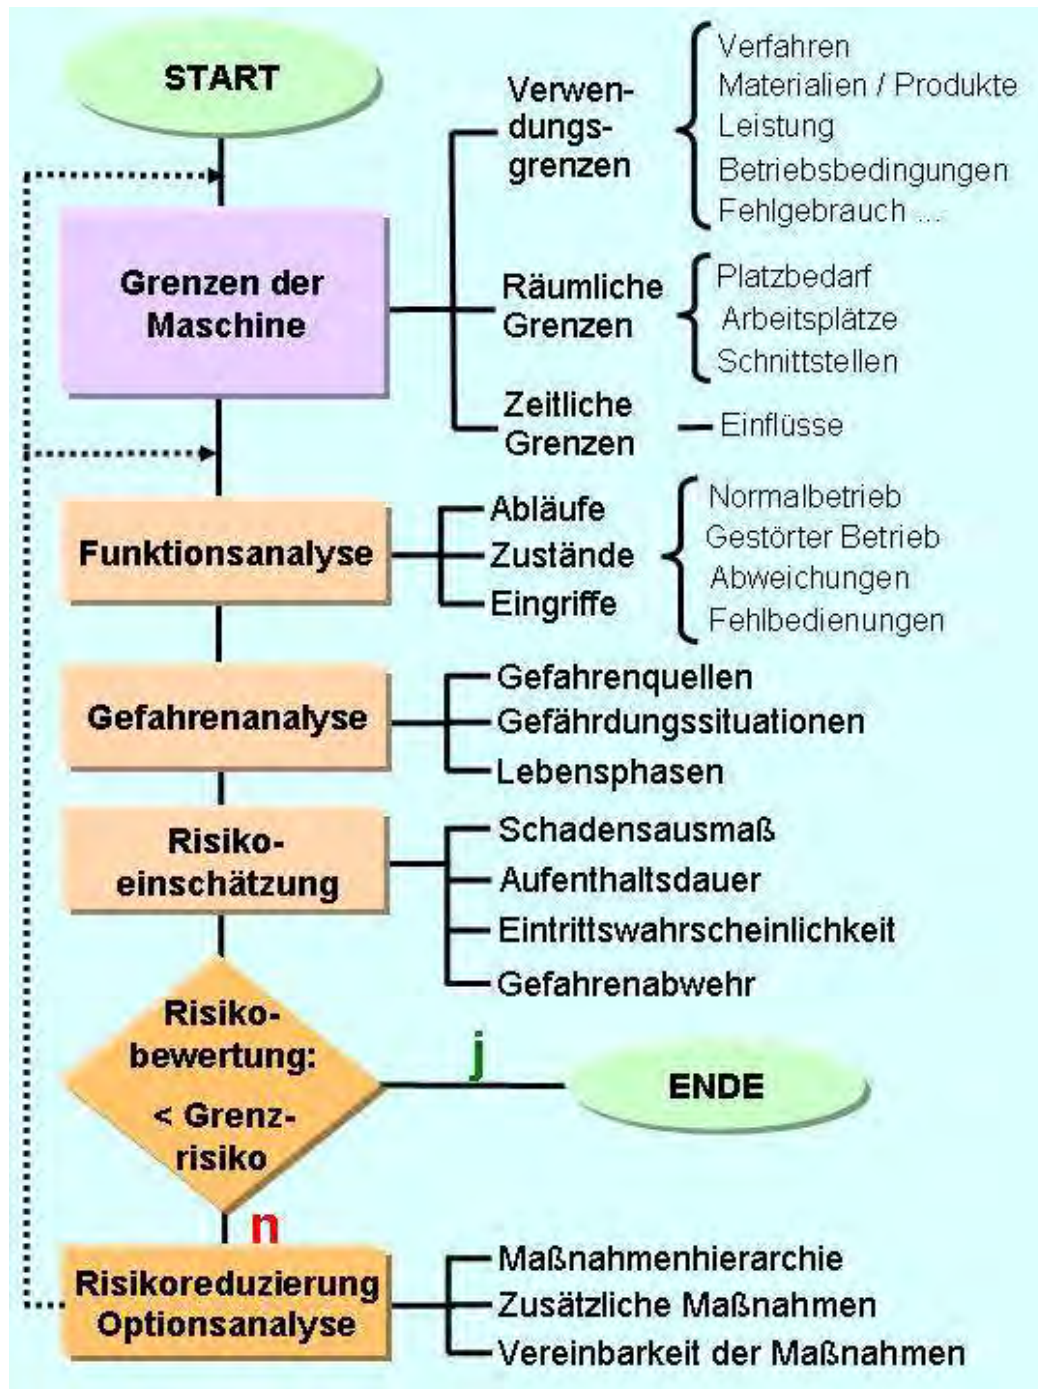 START
Verwen-
dungs-
grenzen
Verfahren
Materialien / Produkte
Leistung
Betriebsbedingungen
Fehlgebrauch ...
Grenzen der
Maschine
Räumliche
Grenzen
Platzbedarf
Arbeitsplätze
Schnittstellen
Zeitliche
Grenzen
Einflüsse
Funktionsanalyse
Abläufe
Zustände
Eingriffe
Normalbetrieb
Gestörter Betrieb
Abweichungen
Fehlbedienungen
Gefahrenanalyse
Gefahrenquellen
Gefährdungssituationen
Lebensphasen
Risiko-
einschätzung
Schadensausmaß
Aufenthaltsdauer
Eintrittswahrscheinlichkeit
Gefahrenabwehr
Risiko-
bewertung:
< Grenz-
risiko
j
ENDE
n
Risikoreduzierung
Optionsanalyse
Maßnahmenhierarchie
Zusätzliche Maßnahmen
Vereinbarkeit der Maßnahmen